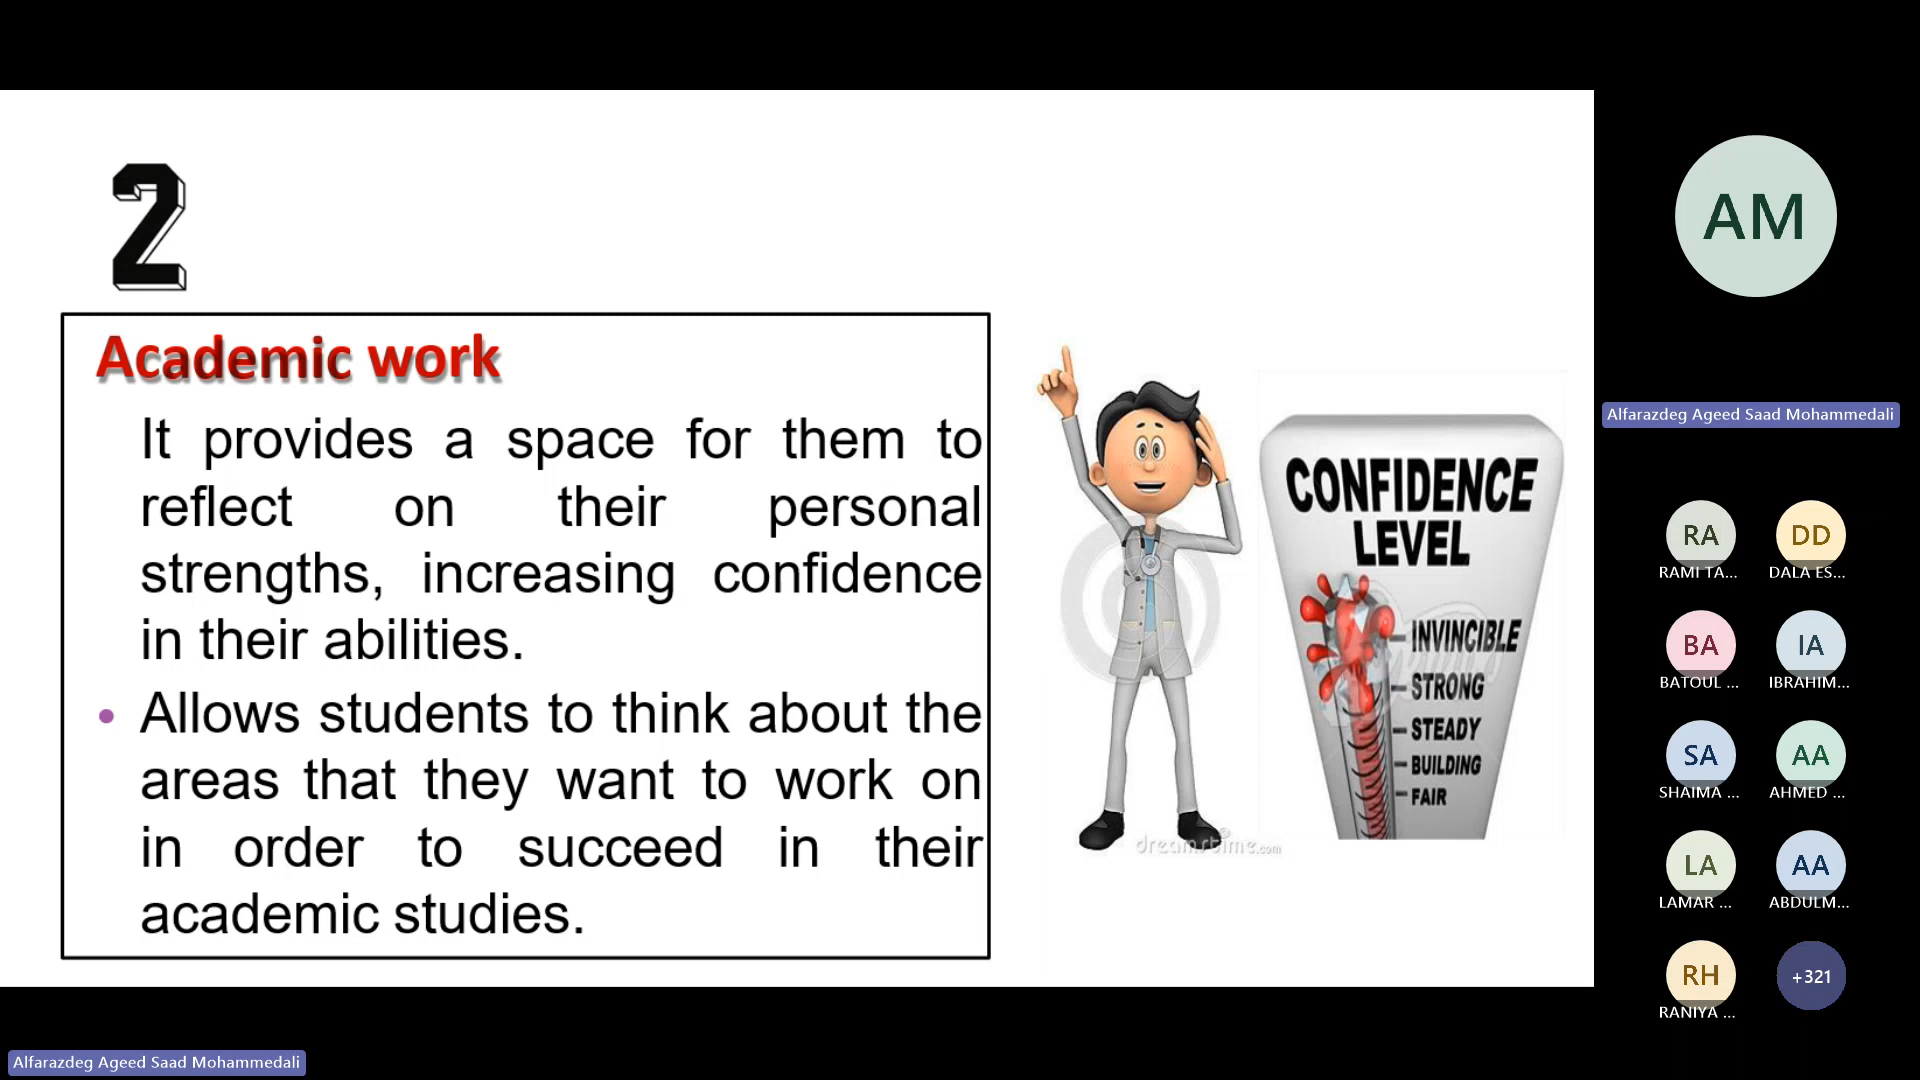 2
Academic work
It provides a space for them to
reflect on their personal
strengths, increasing confidence
in their abilities.
• Allows students to think about the
areas that they want to work on
in order to succeed in their
academic studies.
CONFIDENCE
LEVEL
INVINCIBLE
STRONG
STEADY
BUILDING
FAIR
dreamstime.com
AM
Alfarazdeg Ageed Saad Mohammedali
RA
DD
RAMI TA...
DALA ES...
BA
IA
BATOUL ...
IBRAHIM...
SA
AA
SHAIMA ...
AHMED ...
LA
AA
LAMAR ...
ABDULM...
RH
+321
RANIYA ...
Alfarazdeg Ageed Saad Mohammedali